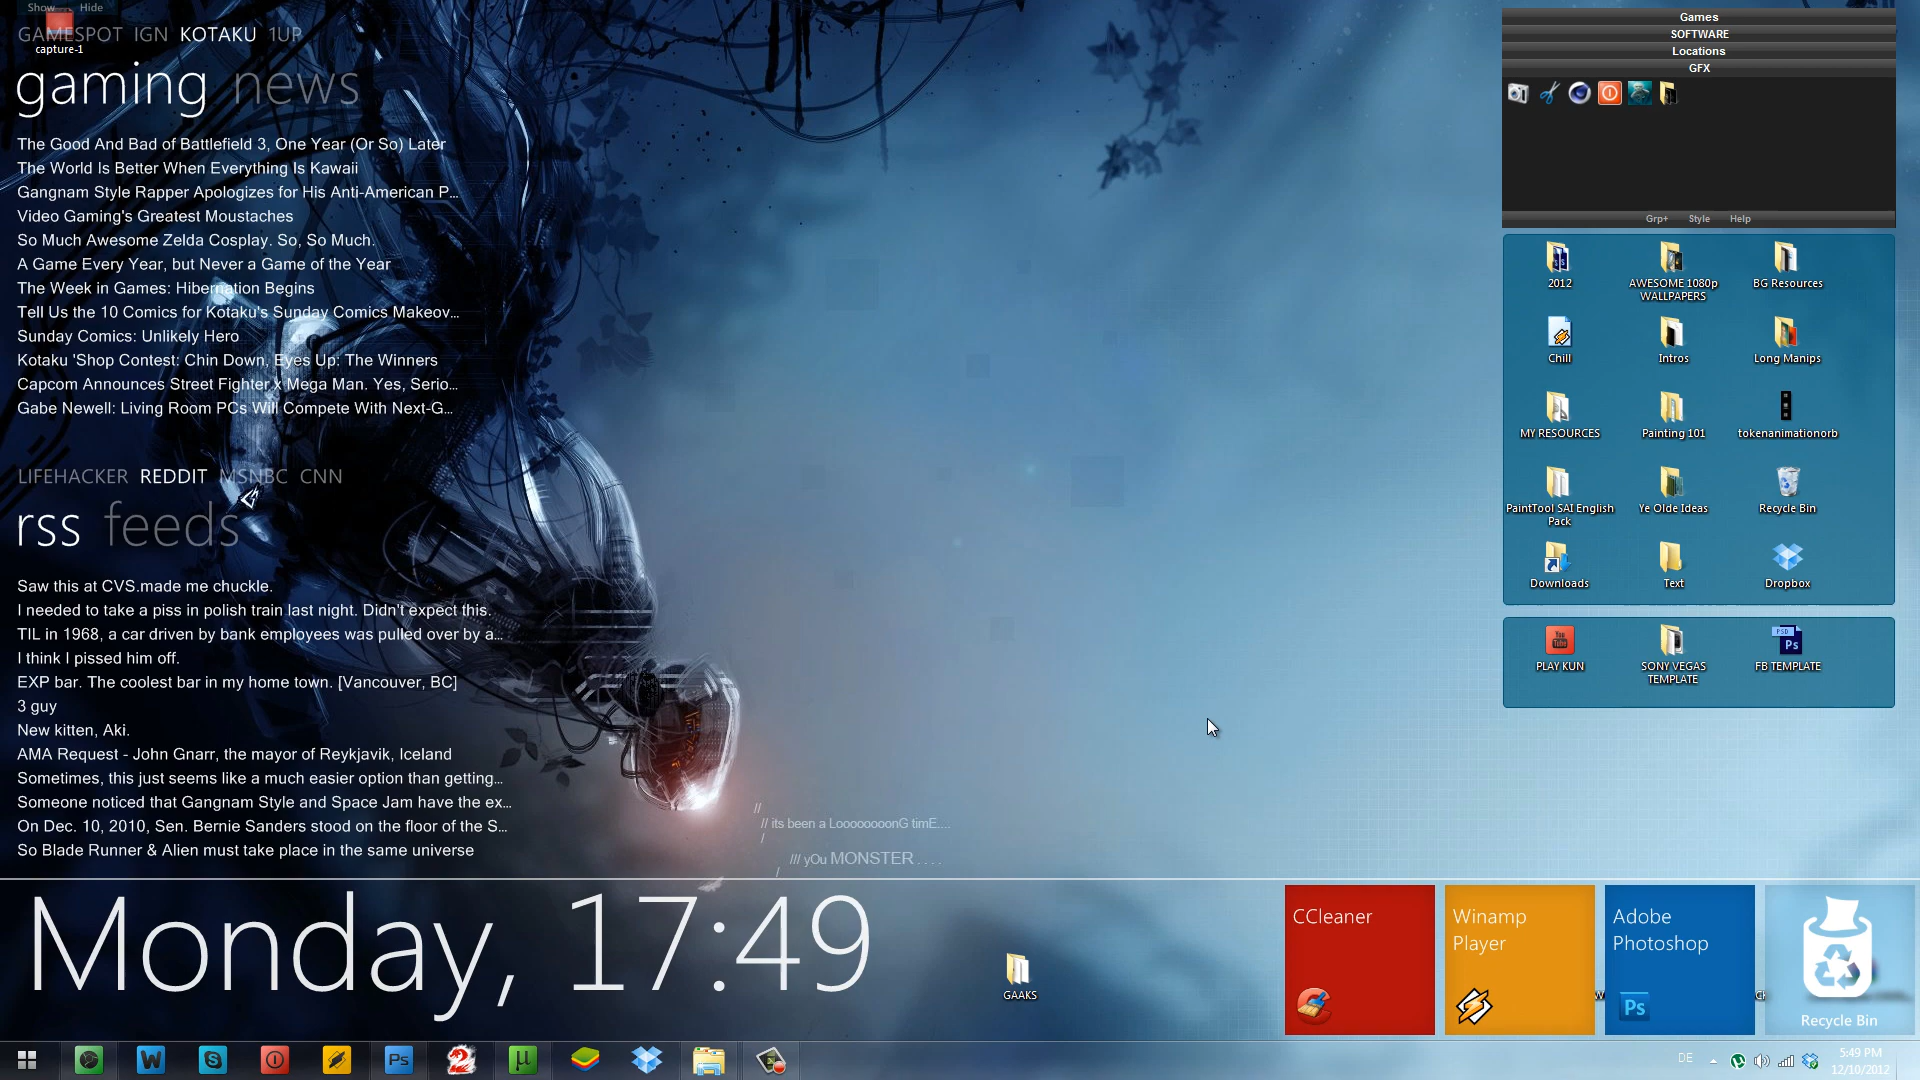 Show Hide
GAMESPOT IGN KOTAKU 1UP
capture-1
gaming news
The Good And Bad of Battlefield 3, One Year (Or So) Later
The World Is Better When Everything Is Kawaii
Gangnam Style Rapper Apologizes for His Anti-American P...
Video Gaming's Greatest Moustaches
So Much Awesome Zelda Cosplay. So, So Much.
A Game Every Year, but Never a Game of the Year
The Week in Games: Hibernation Begins
Tell Us the 10 Comics for Kotaku's Sunday Comics Makeov...
Sunday Comics: Unlikely Hero
Kotaku 'Shop Contest: Chin Down, Eyes Up: The Winners
Capcom Announces Street Fighter x Mega Man. Yes, Serio...
Gabe Newell: Living Room PCs Will Compete With Next-G...
LIFEHACKER REDDIT MSNBC CNN
rss feeds
Saw this at CVS.made me chuckle.
I needed to take a piss in polish train last night. Didn't expect this.
TIL in 1968, a car driven by bank employees was pulled over by a...
I think I pissed him off.
EXP bar. The coolest bar in my home town. [Vancouver, BC]
3 guy
New kitten, Aki.
AMA Request - John Gnarr, the mayor of Reykjavik, Iceland
Sometimes, this just seems like a much easier option than getting...
Someone noticed that Gangnam Style and Space Jam have the ex...
On Dec. 10, 2010, Sen. Bernie Sanders stood on the floor of the S...
So Blade Runner & Alien must take place in the same universe
//
// its been a LoooooooonG timE....
/
/// yOu MONSTER . . . .
/
Games
SOFTWARE
Locations
GFX
Grp+ Style Help
2012
AWESOME 1080p WALLPAPERS
BG Resources
Chill
Intros
Long Manips
MY RESOURCES
Painting 101
tokenanimationorb
PaintTool SAI English Pack
Ye Olde Ideas
Recycle Bin
Downloads
Text
Dropbox
PLAY KUN
SONY VEGAS TEMPLATE
FB TEMPLATE
Monday, 17:49
GAAKS
CCleaner
Winamp Player
Adobe Photoshop
Ps
Recycle Bin
DE
5:49 PM
12/10/2012